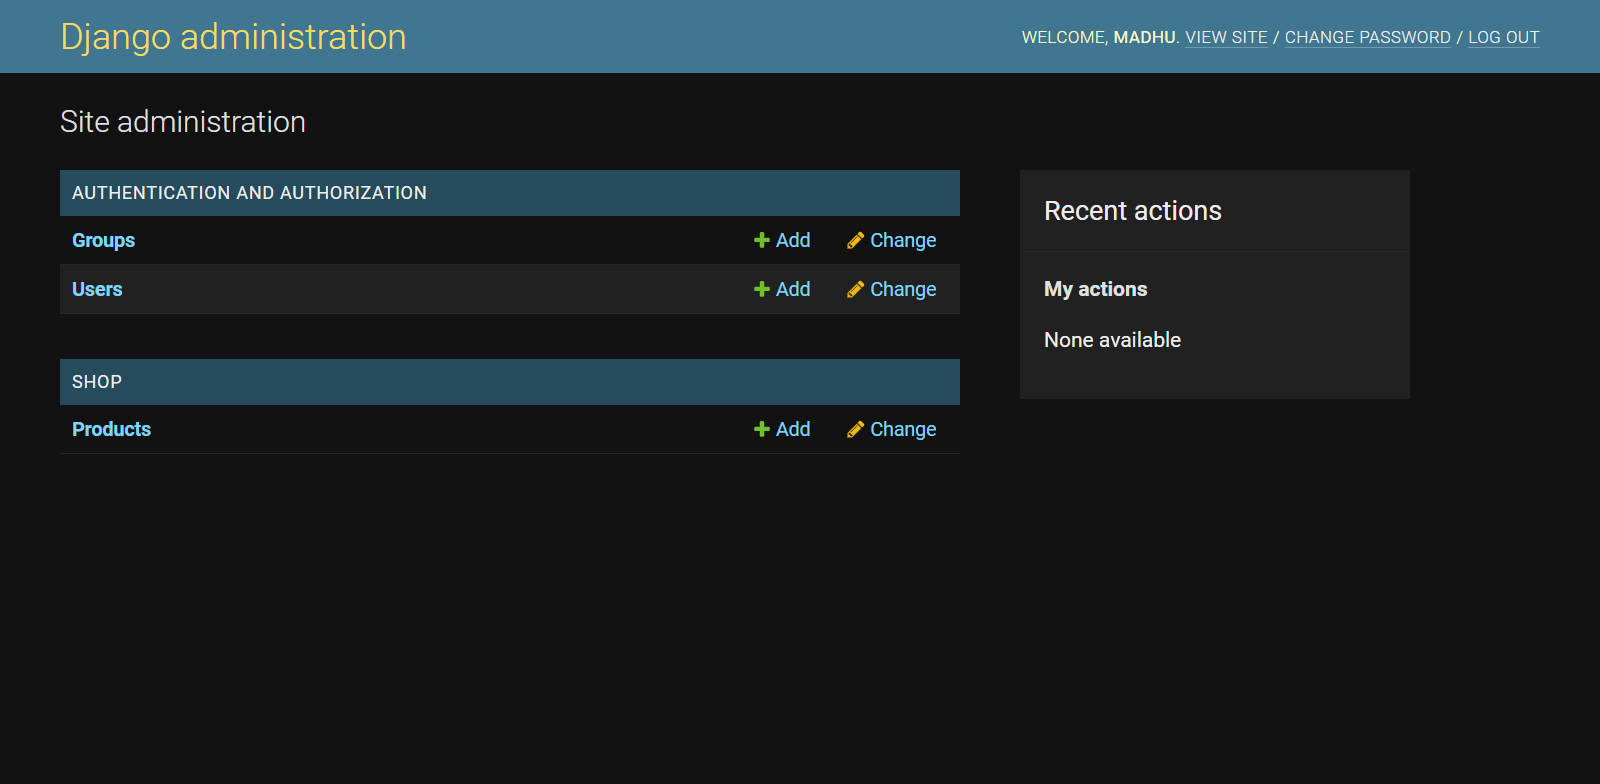 Django administration
WELCOME, MADHU. VIEW SITE / CHANGE PASSWORD / LOG OUT
Site administration
AUTHENTICATION AND AUTHORIZATION
Groups Add Change
Users Add Change
SHOP
Products Add Change
Recent actions
My actions
None available